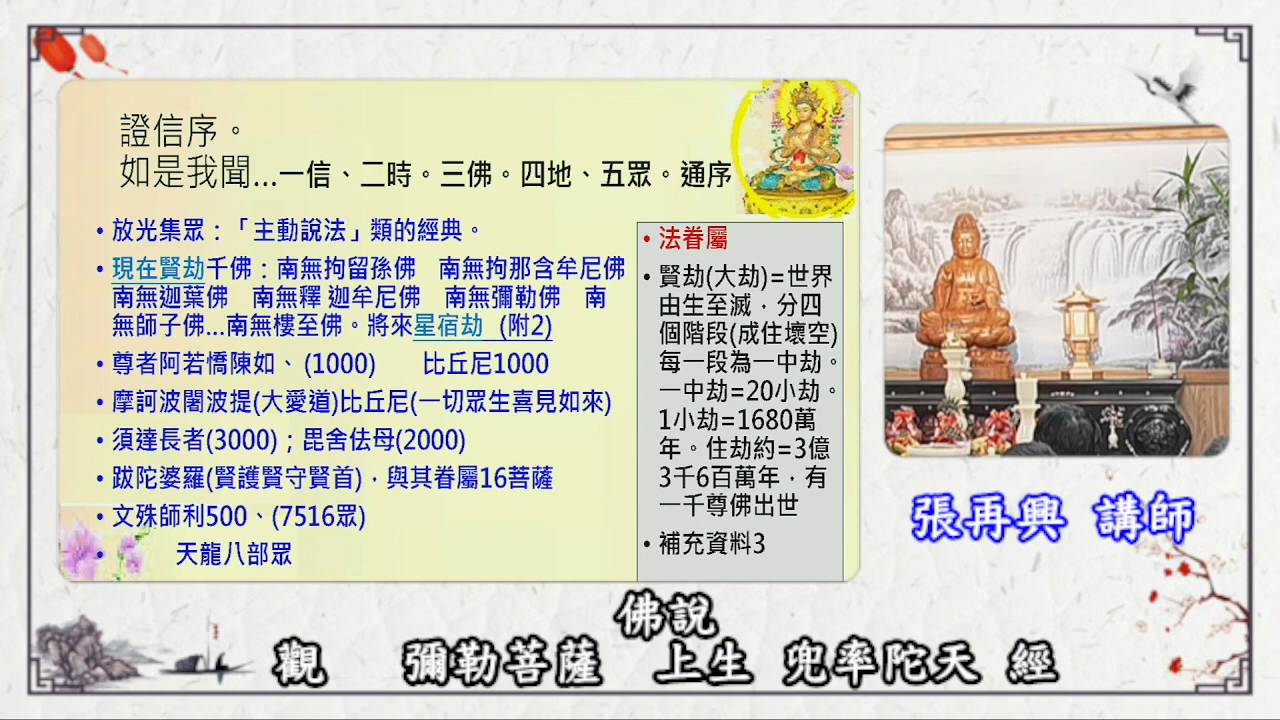 證信序。
如是我聞...一信、二時。三佛。四地、五眾。通序
• 放光集眾：「主動說法」類的經典。
• 現在賢劫千佛：南無拘留孫佛　南無拘那含牟尼佛
南無迦葉佛　南無釋 迦牟尼佛　南無彌勒佛　南
無師子佛...南無樓至佛。將來星宿劫 (附2)
• 尊者阿若憍陳如、(1000)　　比丘尼1000
• 摩訶波闍波提(大愛道)比丘尼(一切眾生喜見如來)
• 須達長者(3000)；毘舍佉母(2000)
• 跋陀婆羅(賢護賢守賢首)，與其眷屬16菩薩
• 文殊師利500、(7516眾)
• 天龍八部眾
• 法眷屬
• 賢劫(大劫)=世界
由生至滅，分四
個階段(成住壞空)
每一段為一中劫。
一中劫=20小劫。
1小劫=1680萬
年。住劫約=3億
3千6百萬年，有
一千尊佛出世
• 補充資料3
張再興 講師
佛說
觀 彌勒菩薩 上生 兜率陀天 經